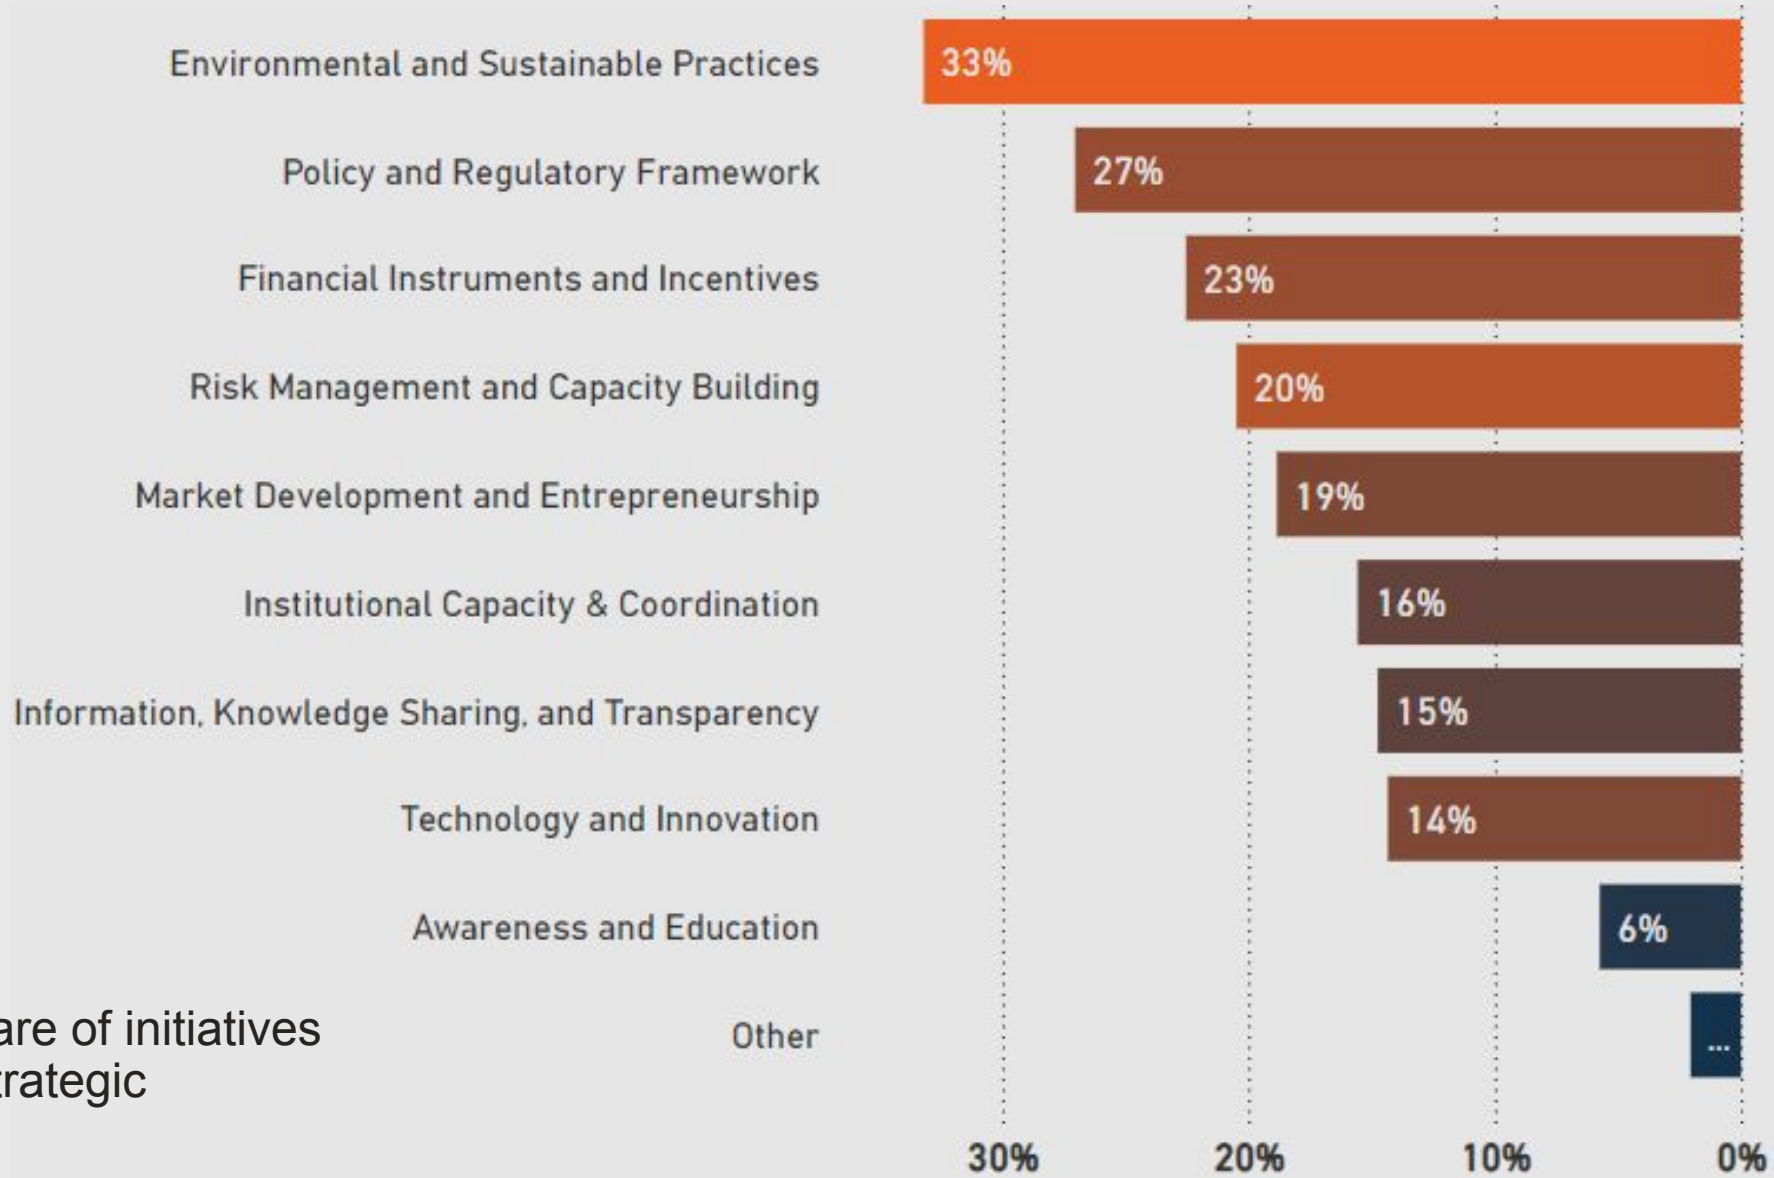 Environmental and Sustainable Practices 33%
Policy and Regulatory Framework 27%
Financial Instruments and Incentives 23%
Risk Management and Capacity Building 20%
Market Development and Entrepreneurship 19%
Institutional Capacity & Coordination 16%
Information, Knowledge Sharing, and Transparency 15%
Technology and Innovation 14%
Awareness and Education 6%
Other ...
of initiatives
30% 20% 10% 0%